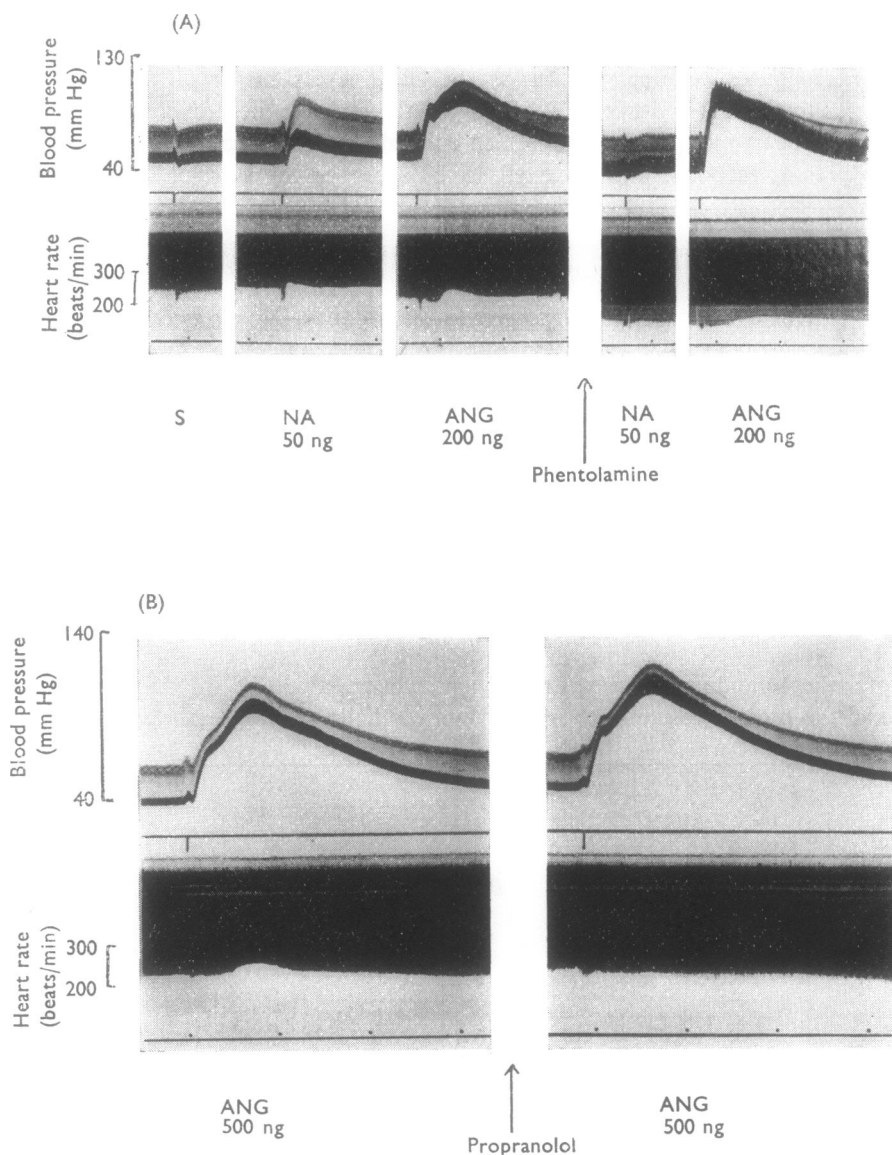 (A)
130
Blood pressure
(mm Hg)
40
Heart rate
(beats/min)
300
200
S
NA
50 ng
ANG
200 ng
NA
50 ng
ANG
200 ng
Phentolamine
(B)
140
Blood pressure
(mm Hg)
40
Heart rate
(beats/min)
300
200
ANG
500 ng
ANG
500 ng
Propranolol